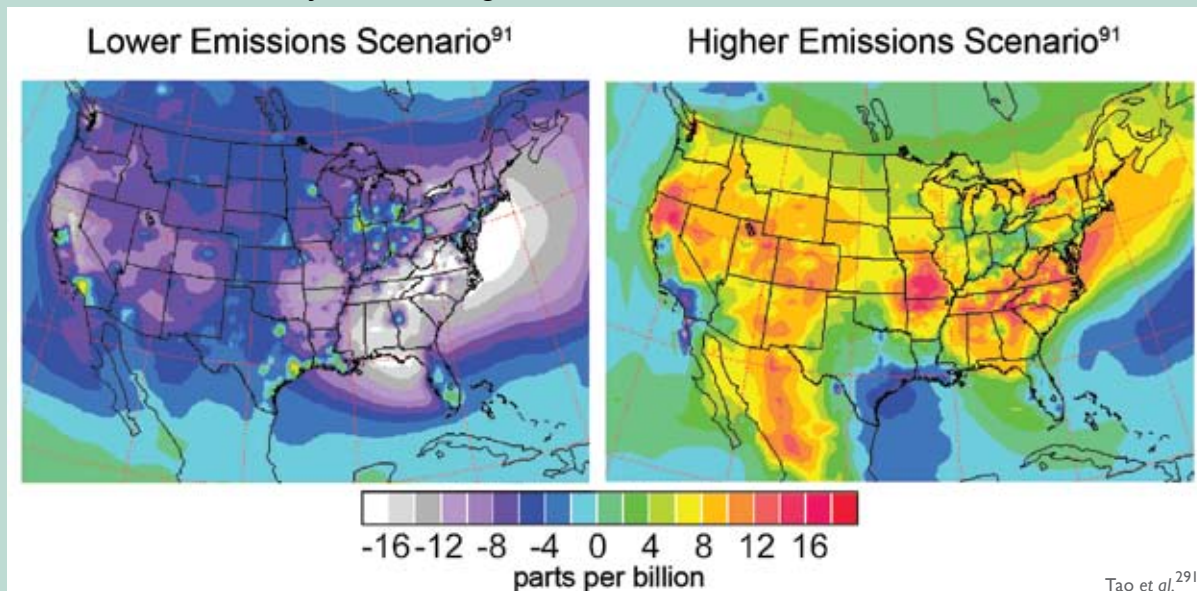 Lower Emissions Scenario⁹¹
Higher Emissions Scenario⁹¹
-16 -12 -8 -4 0 4 8 12 16
parts per billion
Tao et al.²⁹¹